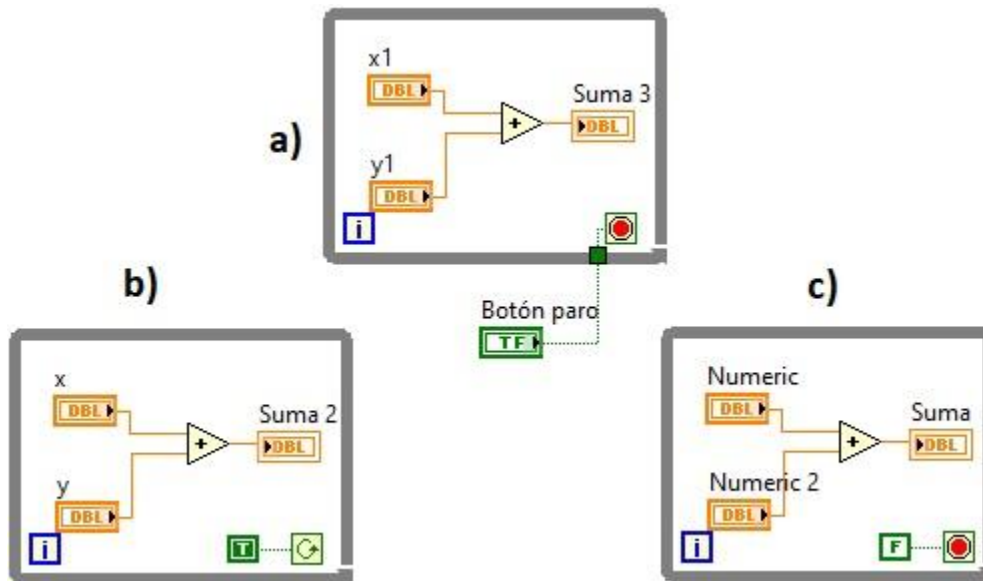 x1
DBL
Suma 3
DBL
a)
y1
DBL
i
b)
Botón paro
TF
c)
x
DBL
Suma 2
DBL
y
DBL
i
T
Numeric
DBL
Suma
DBL
Numeric 2
DBL
i
F